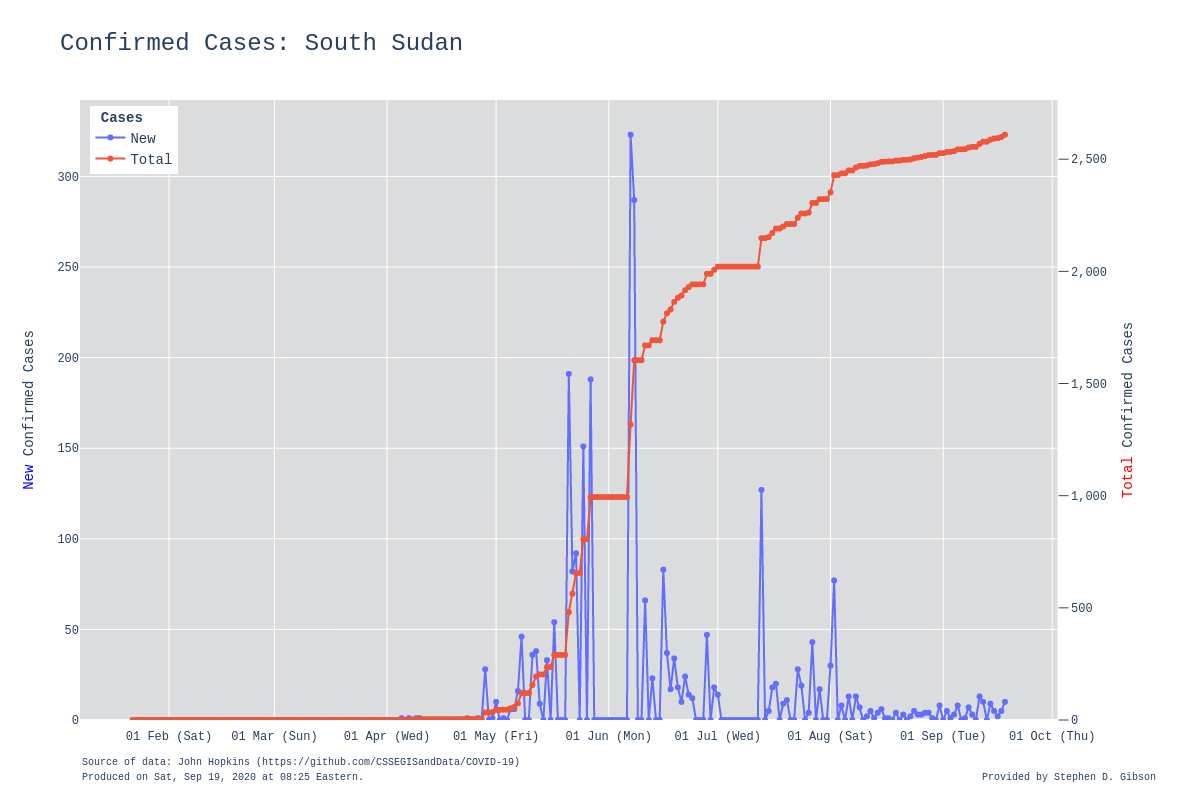 Confirmed Cases: South Sudan
Cases
New
Total
300
250
200
150
100
50
0
2,500
2,000
1,500
1,000
500
0
New Confirmed Cases
Total Confirmed Cases
01 Feb (Sat) 01 Mar (Sun) 01 Apr (Wed) 01 May (Fri) 01 Jun (Mon) 01 Jul (Wed) 01 Aug (Sat) 01 Sep (Tue) 01 Oct (Thu)
Source of data: John Hopkins (https://github.com/CSSEGISandData/COVID-19)
Produced on Sat, Sep 19, 2020 at 08:25 Eastern.
Provided by Stephen D. Gibson